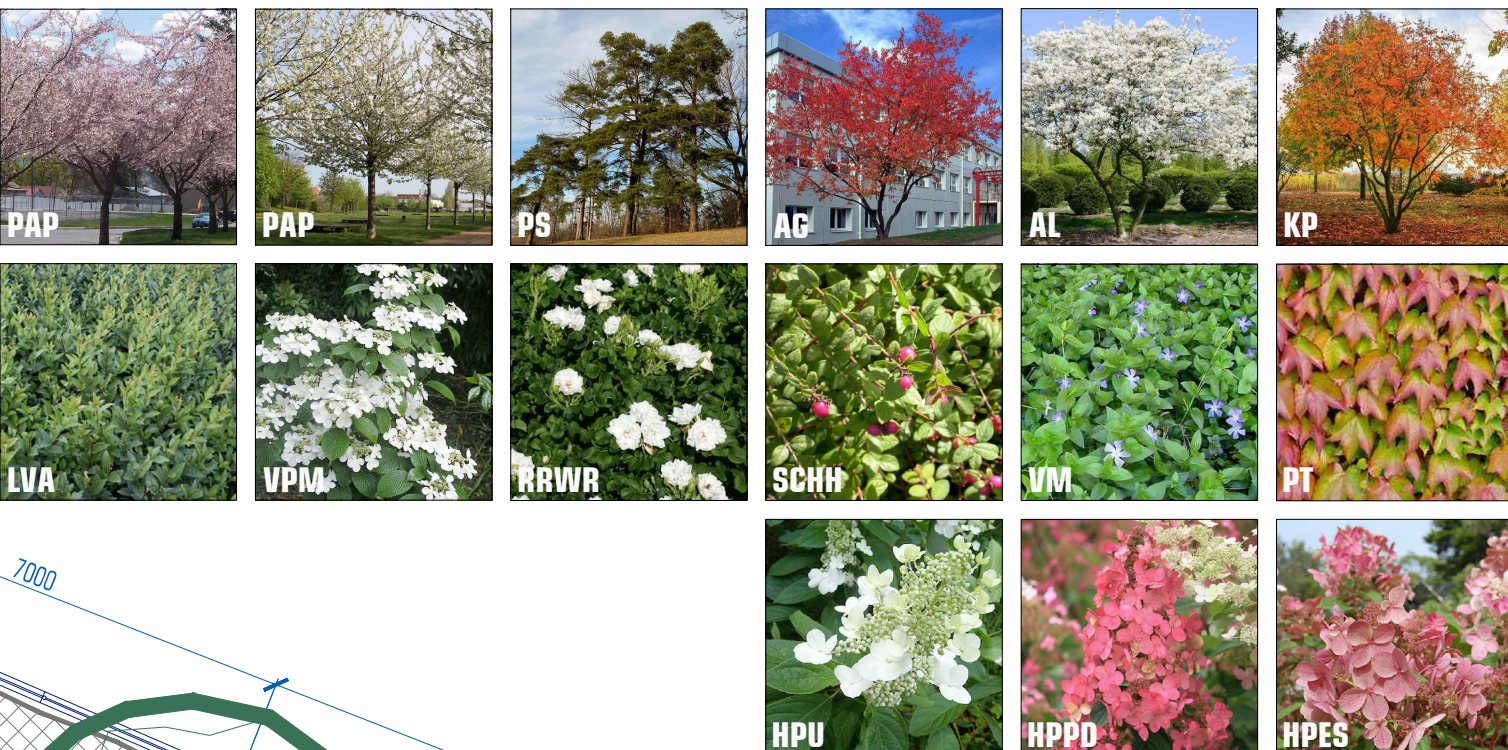 PAP
PAP
PS
AG
AL
KP
LVA
VPM
RRWR
SCHH
VM
PT
7000
HPU
HPPD
HPES